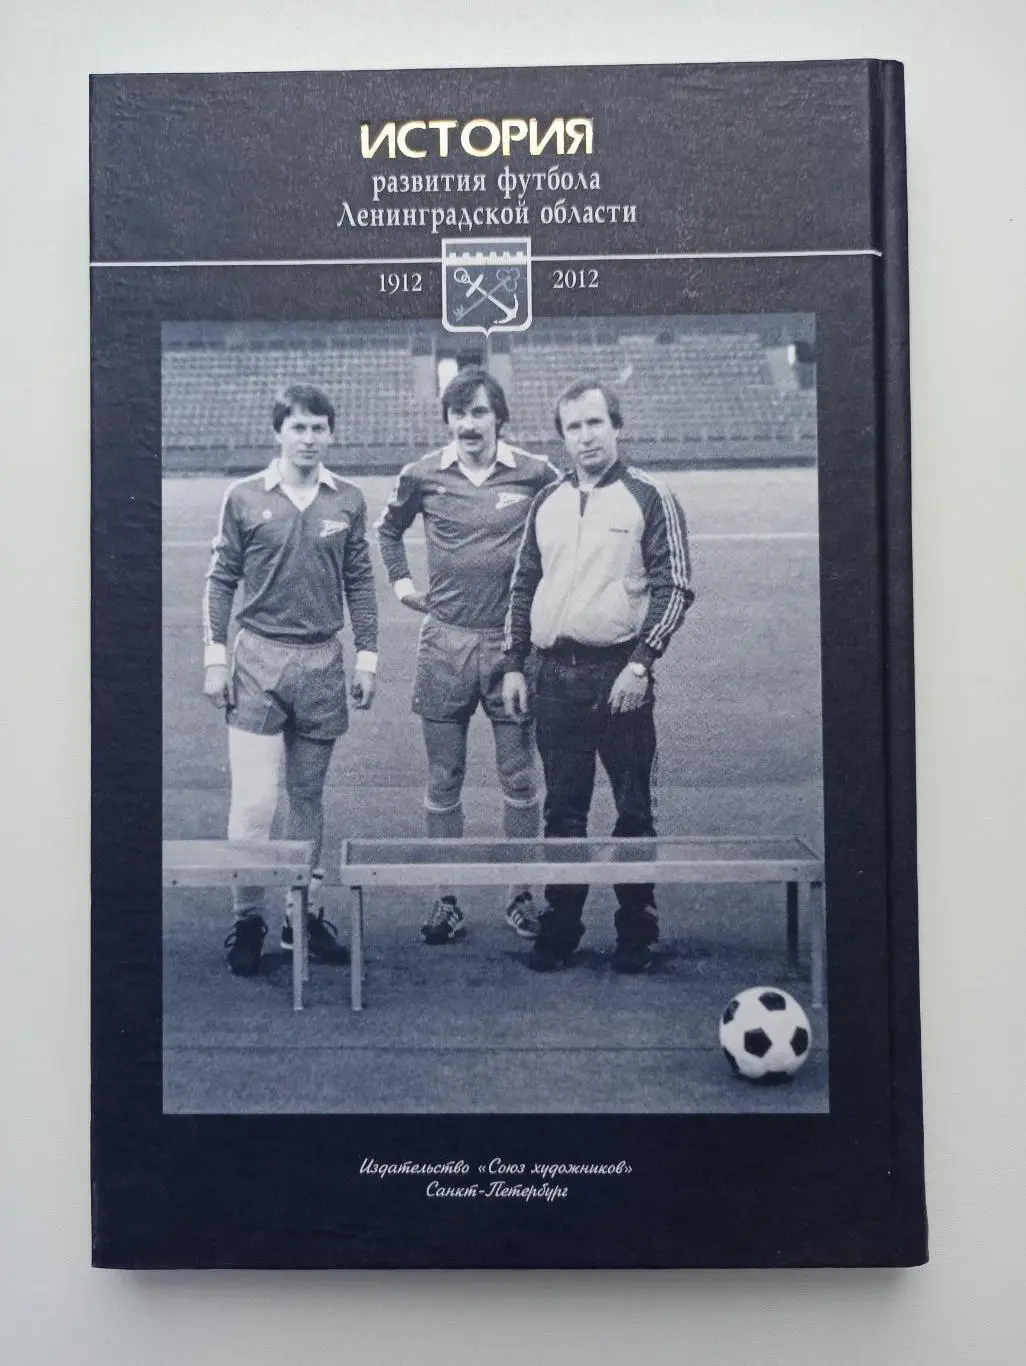 ИСТОРИЯ
развития футбола
Ленинградской области
1912 2012
Издательство «Союз художников»
Санкт-Петербург